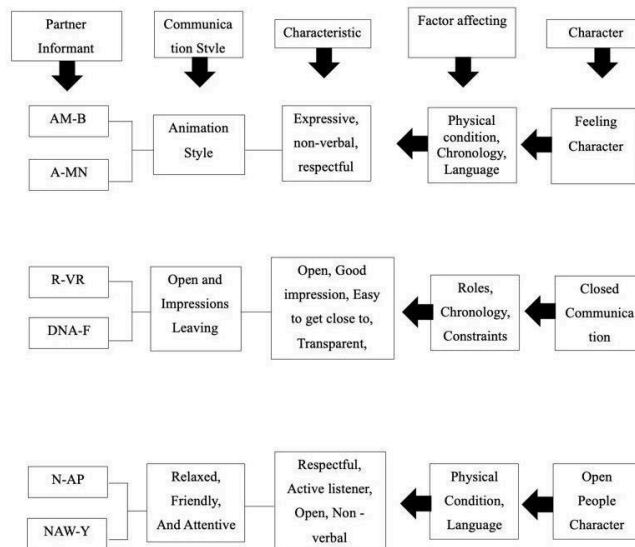 Partner
Informant
Communica
tion Style
Characteristic
Factor affecting
Character
AM-B
A-MN
Animation
Style
Expressive,
non-verbal,
respectful
Physical
condition,
Chronology,
Language
Feeling
Character
R-VR
DNA-F
Open and
Impressions
Leaving
Open, Good
impression, Easy
to get close to,
Transparent,
Roles,
Chronology,
Constraints
Closed
Communica
tion
N-AP
NAW-Y
Relaxed,
Friendly,
And Attentive
Respectful,
Active listener,
Open, Non -
verbal
Physical
Condition,
Language
Open
People
Character